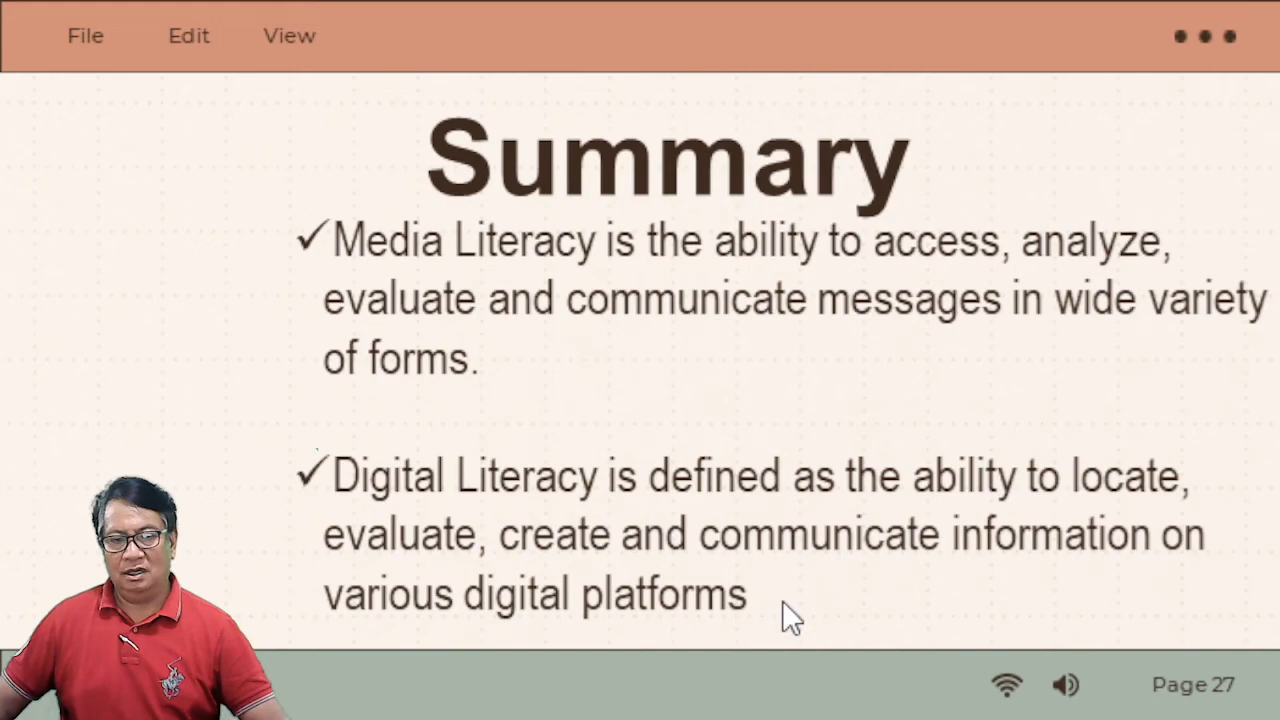 File Edit View
Summary
✓Media Literacy is the ability to access, analyze,
evaluate and communicate messages in wide variety
of forms.
✓Digital Literacy is defined as the ability to locate,
evaluate, create and communicate information on
various digital platforms
Page 27